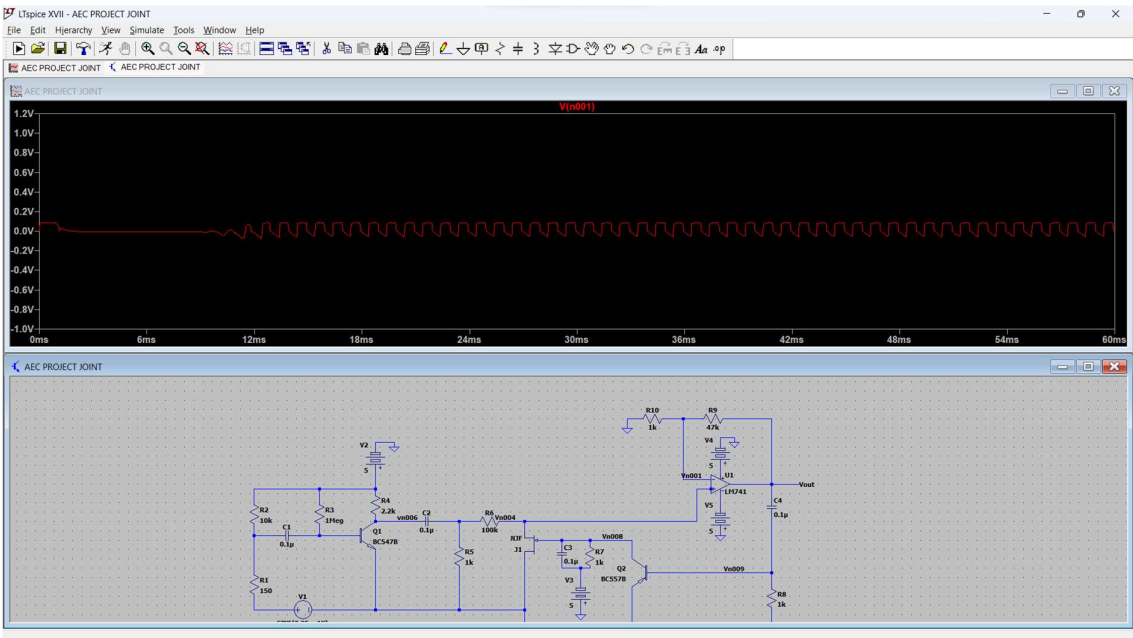 LTspice XVII - AEC PROJECT JOINT
File Edit Hierarchy View Simulate Tools Window Help
AEC PROJECT JOINT AEC PROJECT JOINT
AEC PROJECT JOINT
V(n001)
1.2V
1.0V
0.8V
0.6V
0.4V
0.2V
0.0V
-0.2V
-0.4V
-0.6V
-0.8V
-1.0V
0ms 6ms 12ms 18ms 24ms 30ms 36ms 42ms 48ms 54ms 60ms
AEC PROJECT JOINT
R10 R9
1k 47k
V2 V4
5 5
Vn001 U1
LM741
Vout
R2 R3 R4
10k 1Meg 2.2k
vn006 C2 R6 Vn004
0.1µ 100k
V5 C4
5 0.1µ
C1 Q1
0.1µ BC547B
NJF Vn008
J1 C3 R7
0.1µ 1k
R5
1k
Q2 Vn009
BC557B
R1
150
V3
5
V1
R8
1k